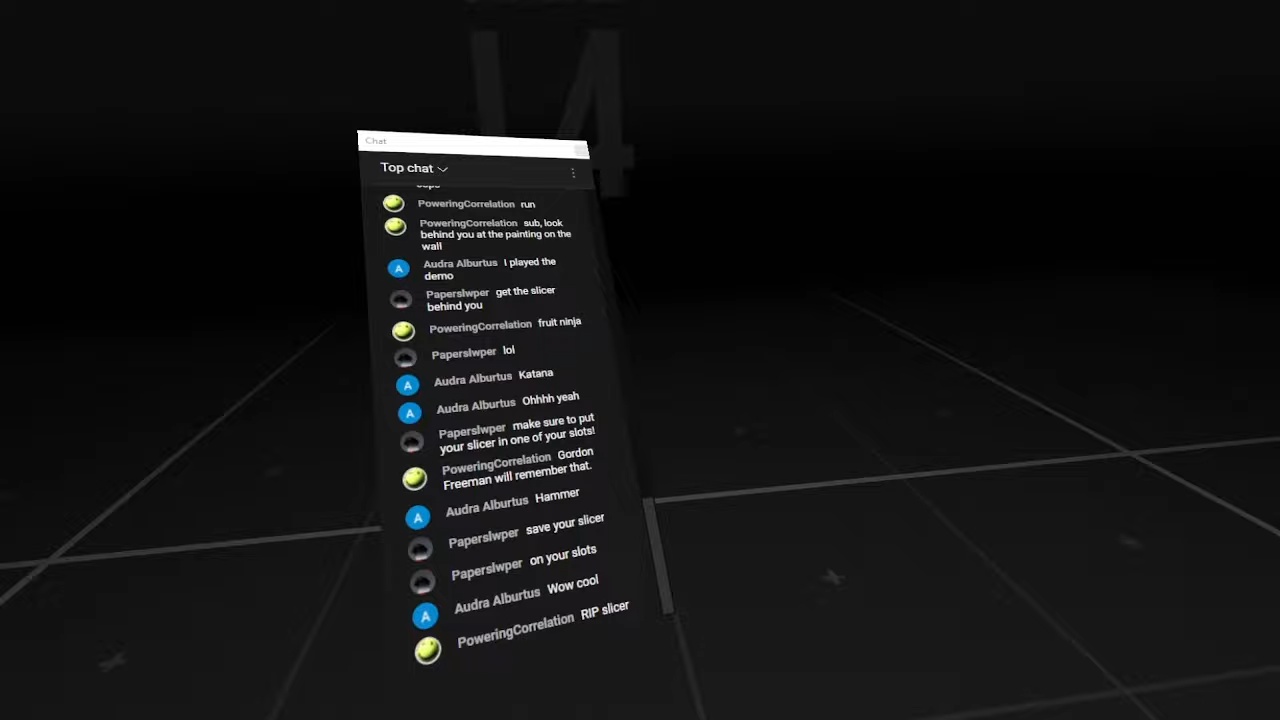 14
Chat
Top chat
PoweringCorrelation run
PoweringCorrelation sub, look
behind you at the painting on the
wall
Audra Alburtus I played the
demo
Paperslwper get the slicer
behind you
PoweringCorrelation fruit ninja
Paperslwper lol
Audra Alburtus Katana
Audra Alburtus Ohhhh yeah
Paperslwper make sure to put
your slicer in one of your slots!
PoweringCorrelation Gordon
Freeman will remember that.
Audra Alburtus Hammer
Paperslwper save your slicer
Paperslwper on your slots
Audra Alburtus Wow cool
PoweringCorrelation RIP slicer